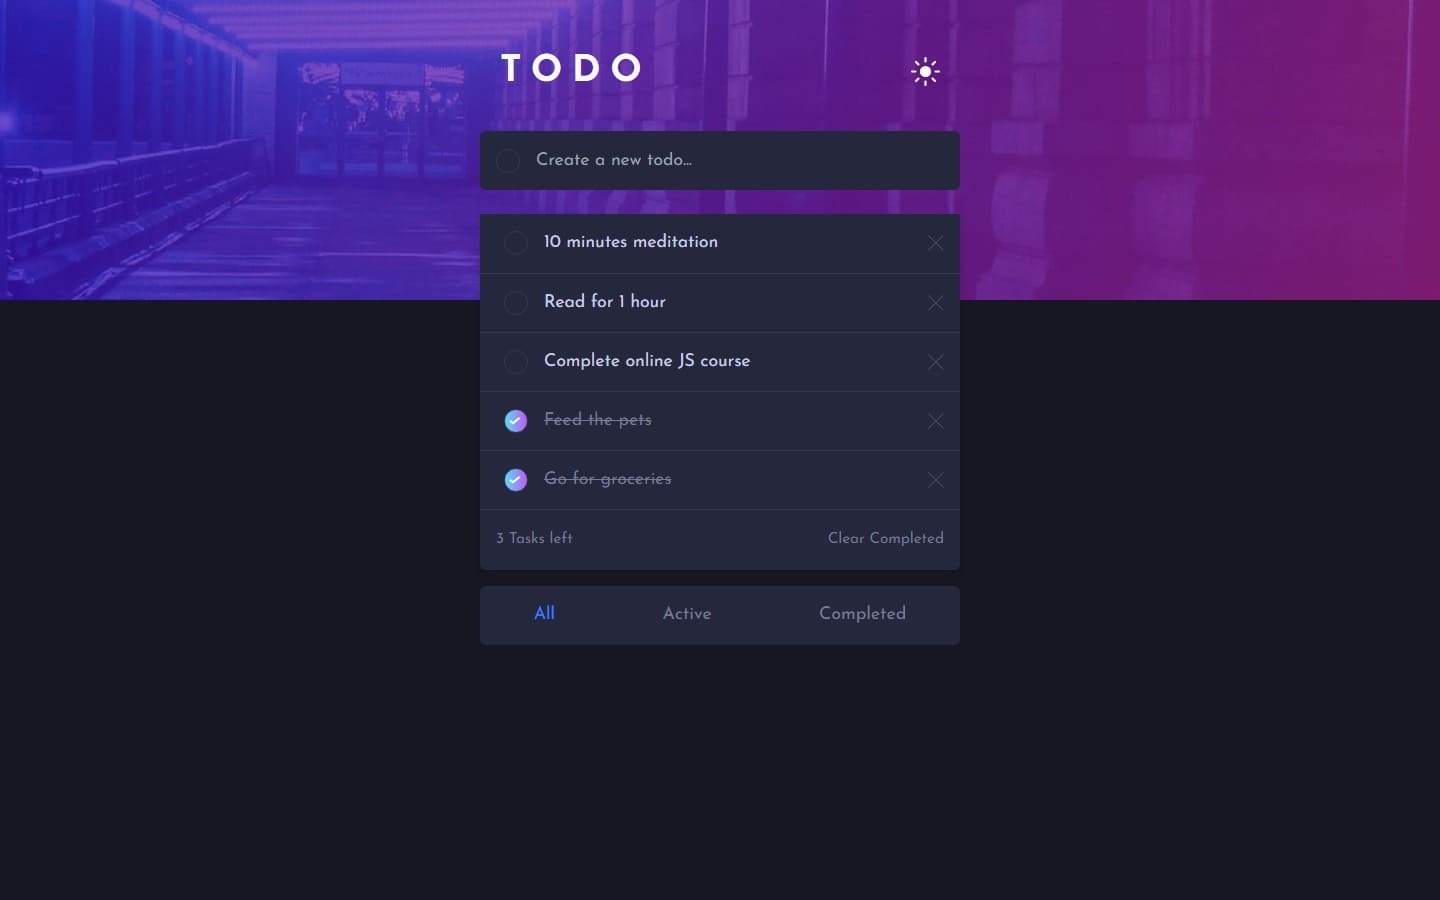 TODO
Create a new todo...
10 minutes meditation
Read for 1 hour
Complete online JS course
Feed the pets
Go for groceries
3 Tasks left Clear Completed
All Active Completed